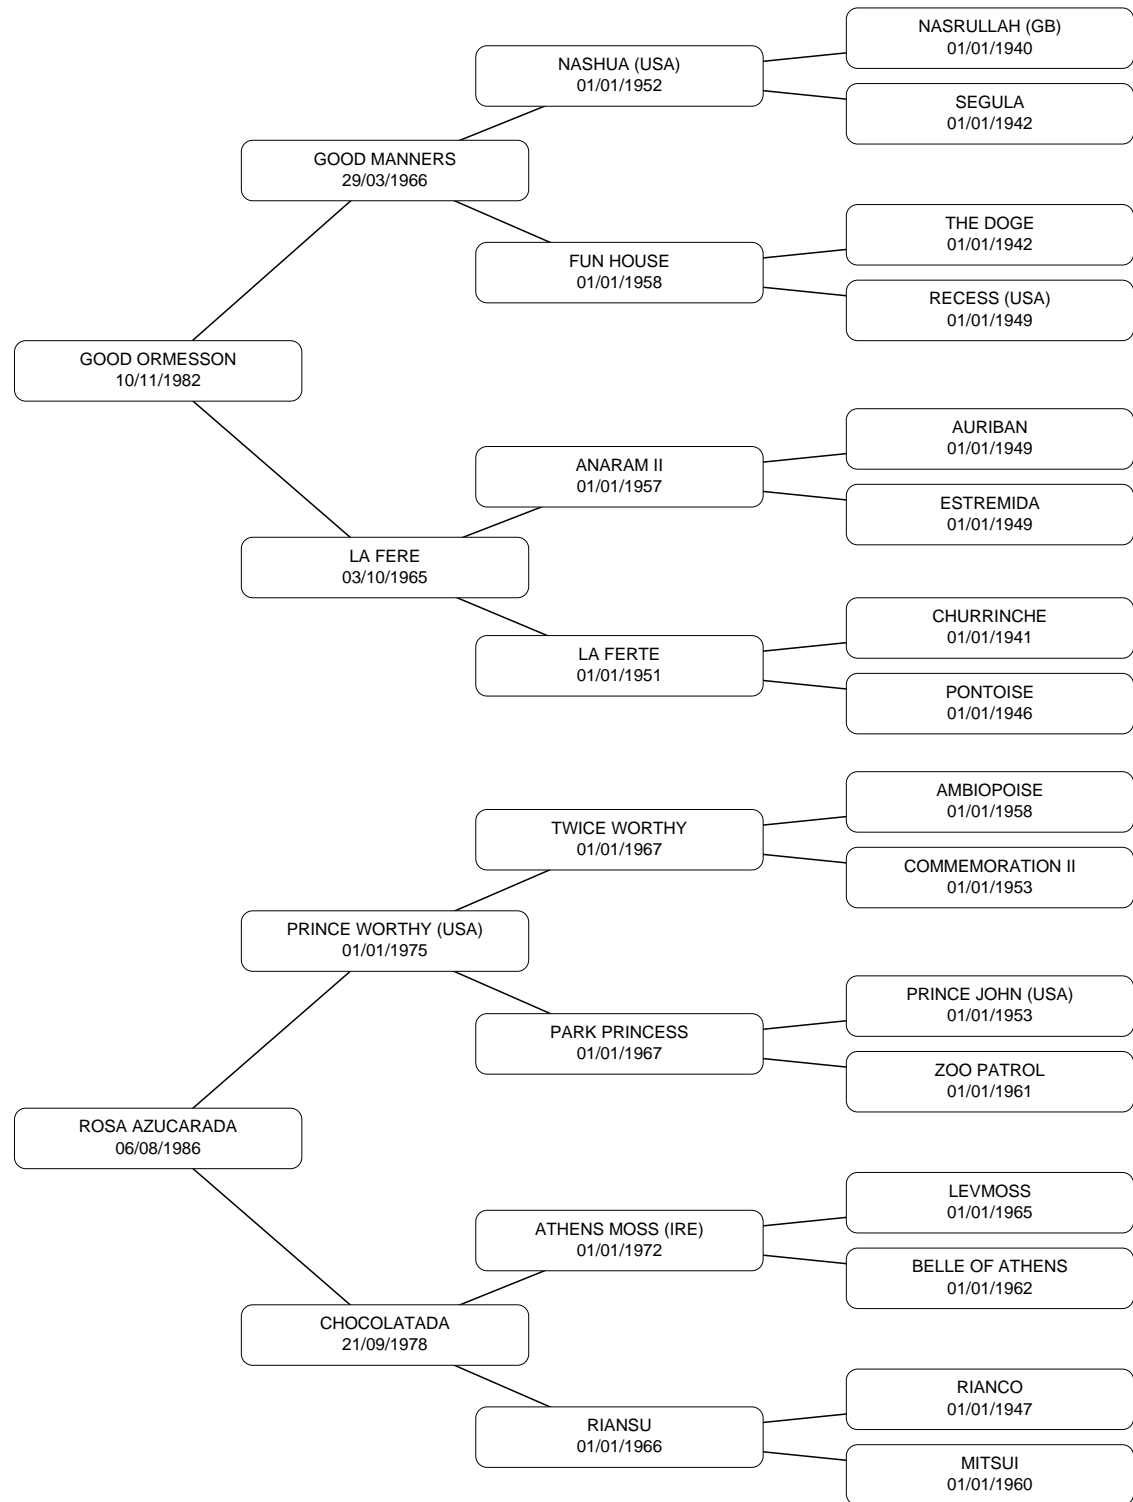 NASRULLAH (GB)
01/01/1940
NASHUA (USA)
01/01/1952
SEGULA
01/01/1942
GOOD MANNERS
29/03/1966
THE DOGE
01/01/1942
FUN HOUSE
01/01/1958
RECESS (USA)
01/01/1949
GOOD ORMESSON
10/11/1982
AURIBAN
01/01/1949
ANARAM II
01/01/1957
ESTREMIDA
01/01/1949
LA FERE
03/10/1965
CHURRINCHE
01/01/1941
LA FERTE
01/01/1951
PONTOISE
01/01/1946
AMBIOPOISE
01/01/1958
TWICE WORTHY
01/01/1967
COMMEMORATION II
01/01/1953
PRINCE WORTHY (USA)
01/01/1975
PRINCE JOHN (USA)
01/01/1953
PARK PRINCESS
01/01/1967
ZOO PATROL
01/01/1961
ROSA AZUCARADA
06/08/1986
LEVMOSS
01/01/1965
ATHENS MOSS (IRE)
01/01/1972
BELLE OF ATHENS
01/01/1962
CHOCOLATADA
21/09/1978
RIANCO
01/01/1947
RIANSU
01/01/1966
MITSUI
01/01/1960